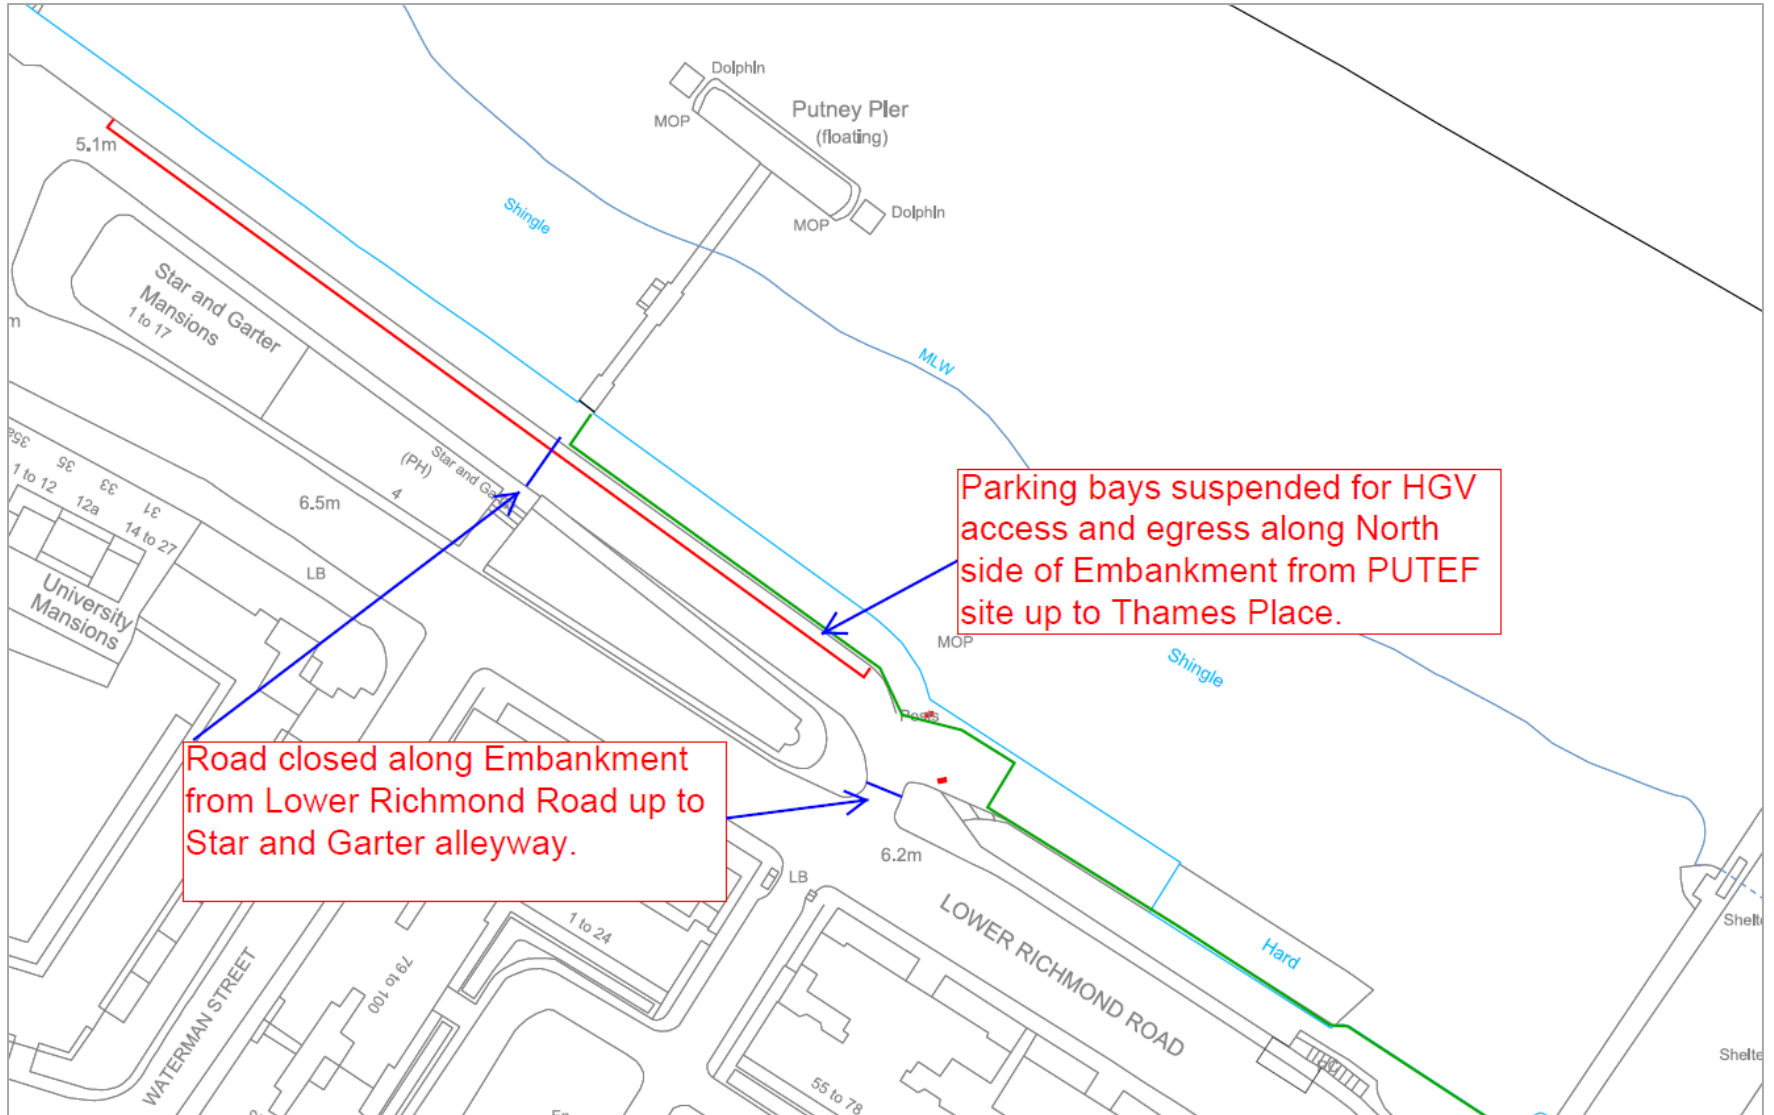 Dolphin
Putney Pier
(floating)
MOP
Dolphin
MOP
5.1m
Shingle
Star and Garter
Mansions
1 to 17
m
MLW
Star and Ga
(PH)
4
6.5m
35a
35
33
31
1 to 12
12a
14 to 27
University
Mansions
LB
Parking bays suspended for HGV
access and egress along North
side of Embankment from PUTEF
site up to Thames Place.
MOP
Shingle
Posts
Road closed along Embankment
from Lower Richmond Road up to
Star and Garter alleyway.
6.2m
LB
1 to 24
79 to 100
WATERMAN STREET
LOWER RICHMOND ROAD
Hard
55 to 78
Shelte
Shelte